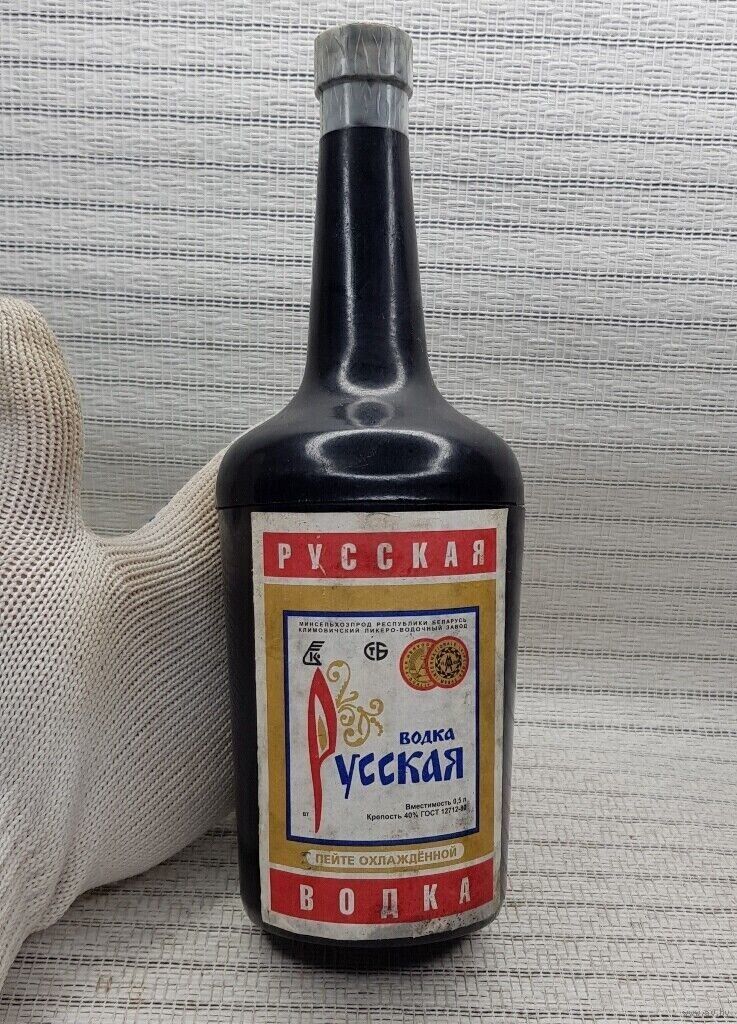 РУССКАЯ
МИНСЕЛЬХОЗПРОД РЕСПУБЛИКИ БЕЛАРУСЬ
КЛИМОВИЧСКИЙ ЛИКЕРО-ВОДОЧНЫЙ ЗАВОД
СТБ
ВОДКА
Русская
Вместимость 0,5 л
Крепость 40% ГОСТ 12712-80
ПЕЙТЕ ОХЛАЖДЁННОЙ
ВОДКА